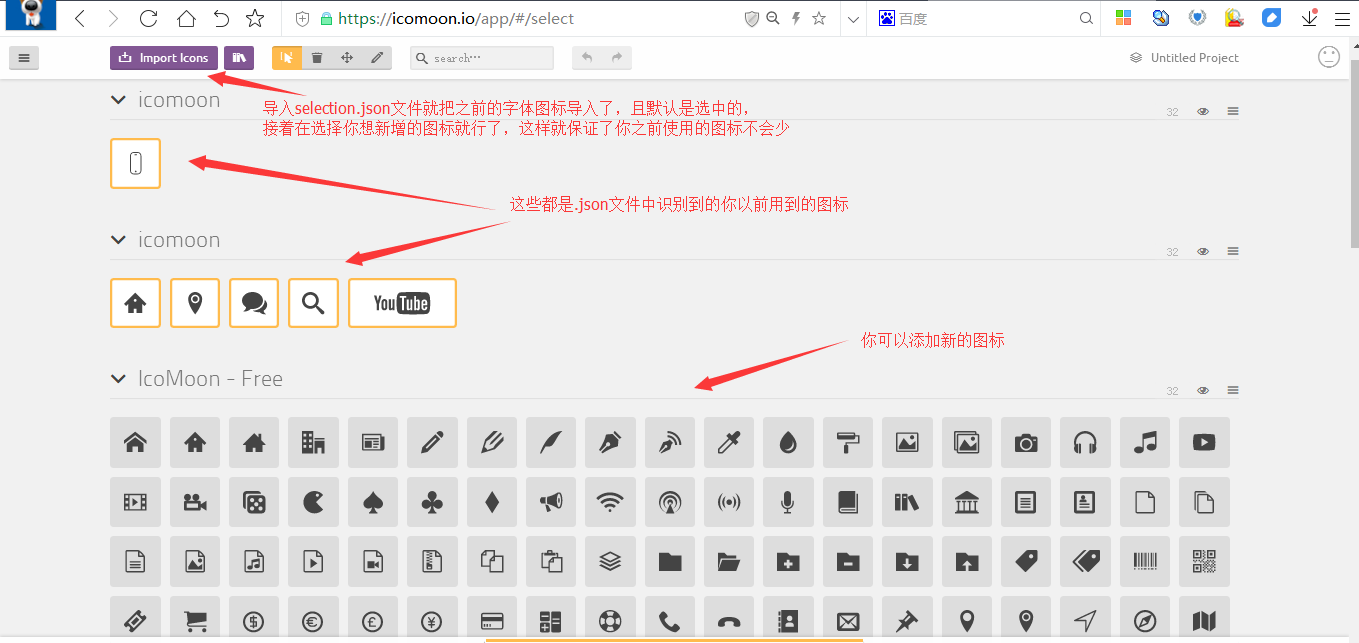 https://icomoon.io/app/#/select
百度
Import Icons
search…
Untitled Project
icomoon
32
导入selection.json文件就把之前的字体图标导入了，且默认是选中的，
接着在选择你想新增的图标就行了，这样就保证了你之前使用的图标不会少
这些都是.json文件中识别到的你以前用到的图标
icomoon
32
You Tube
你可以添加新的图标
IcoMoon - Free
32